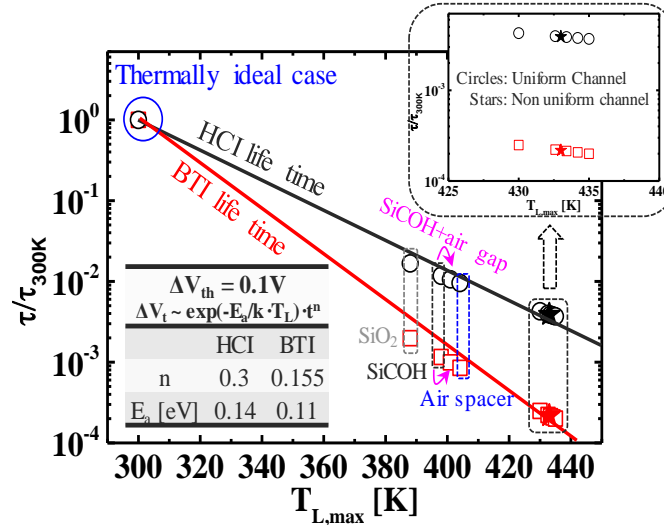 Thermally ideal case
HCI life time
BTI life time
SiCOH+air gap
SiO₂
SiCOH
Air spacer
ΔVth = 0.1V
ΔVt ~ exp(-Ea/k·TL)·tⁿ
HCI BTI
n 0.3 0.155
Ea [eV] 0.14 0.11
τ/τ300K
10⁰
10⁻¹
10⁻²
10⁻³
10⁻⁴
300 320 340 360 380 400 420 440
TL,max [K]
Circles: Uniform Channel
Stars: Non uniform channel
τ/τ300K
10⁻³
10⁻⁴
425 430 435 440
TL,max [K]